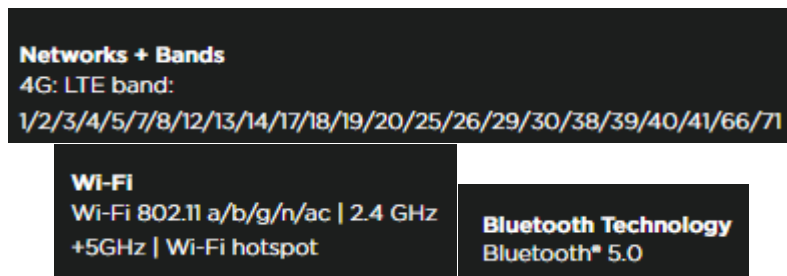 Networks + Bands
4G: LTE band:
1/2/3/4/5/7/8/12/13/14/17/18/19/20/25/26/29/30/38/39/40/41/66/71
Wi-Fi
Wi-Fi 802.11 a/b/g/n/ac | 2.4 GHz
+5GHz | Wi-Fi hotspot
Bluetooth Technology
Bluetooth® 5.0